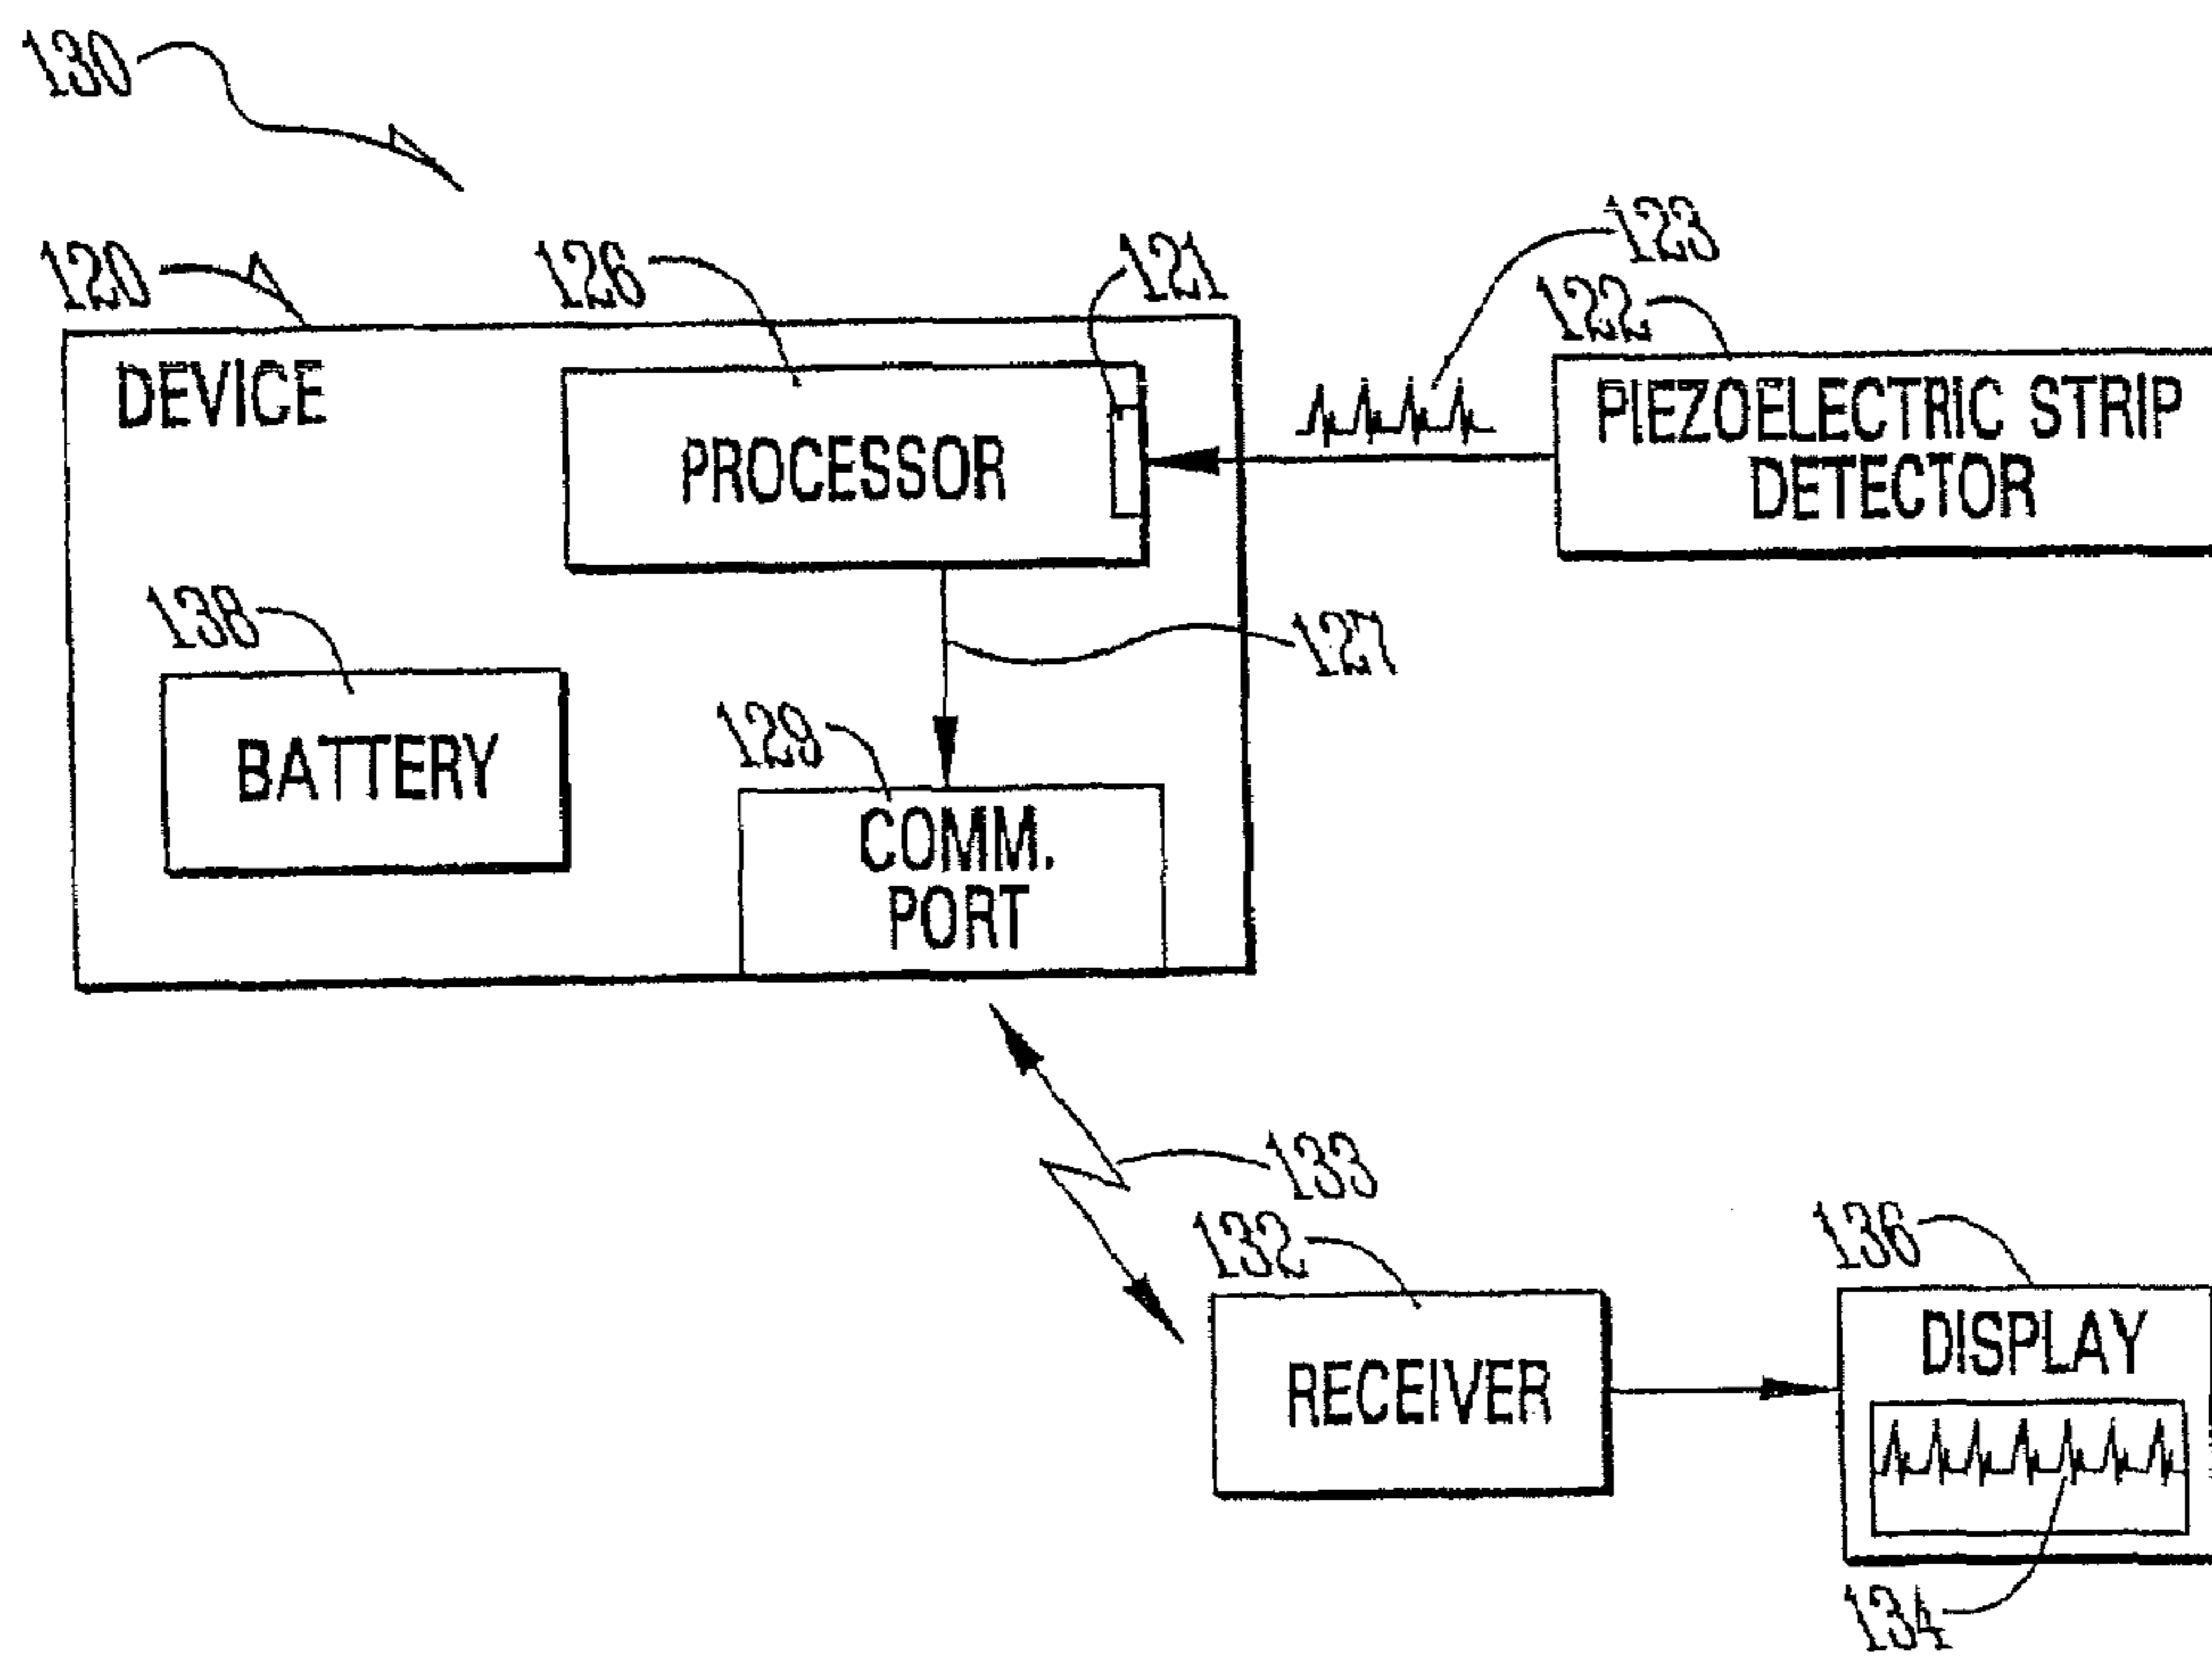 130
120
126
121
123
122
DEVICE
PROCESSOR
PIEZOELECTRIC STRIP
DETECTOR
138
127
BATTERY
129
COMM.
PORT
133
132
136
RECEIVER
DISPLAY
134